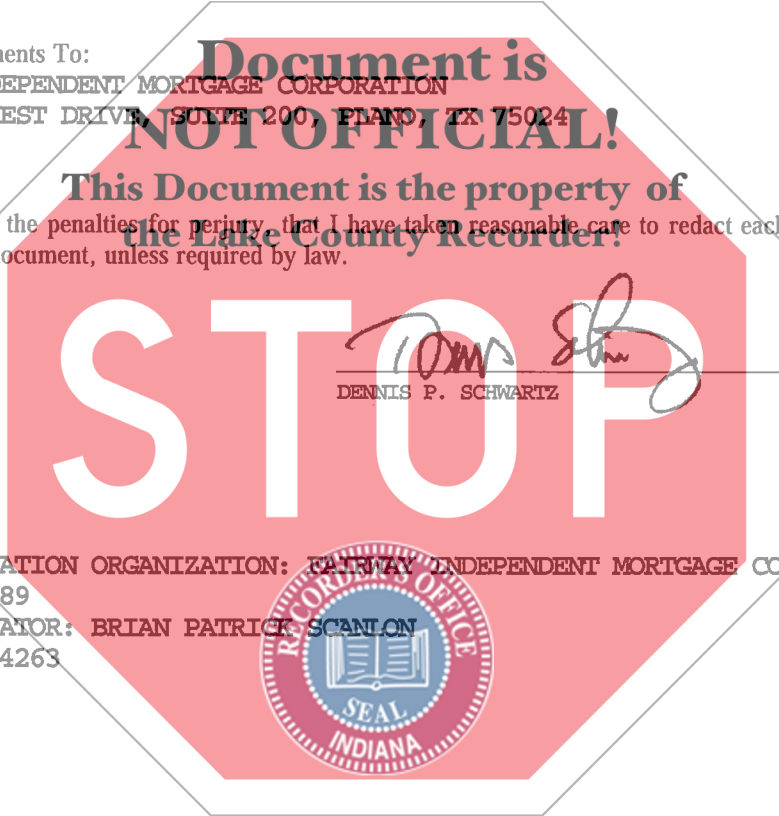 ments To:
Document is
DEPENDENT MORTGAGE CORPORATION
EST DRIVE, SUITE 200, PLANO, TX 75024
NOT OFFICIAL!
This Document is the property of
the penalties for perjury, that I have taken reasonable care to redact each
the Lake County Recorder!
ocument, unless required by law.
STOP
DENNIS P. SCHWARTZ
ATION ORGANIZATION: FAIRWAY INDEPENDENT MORTGAGE CO
89
ATOR: BRIAN PATRICK SCANLON
4263
RECORDER'S OFFICE
SEAL
INDIANA